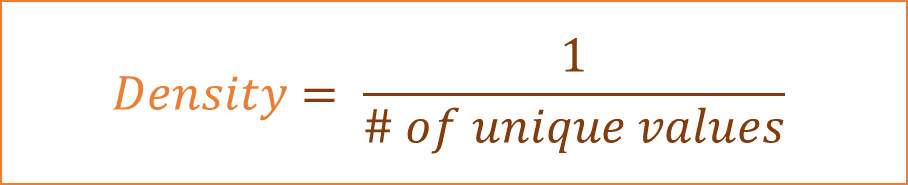 Density = 1 / # of unique values